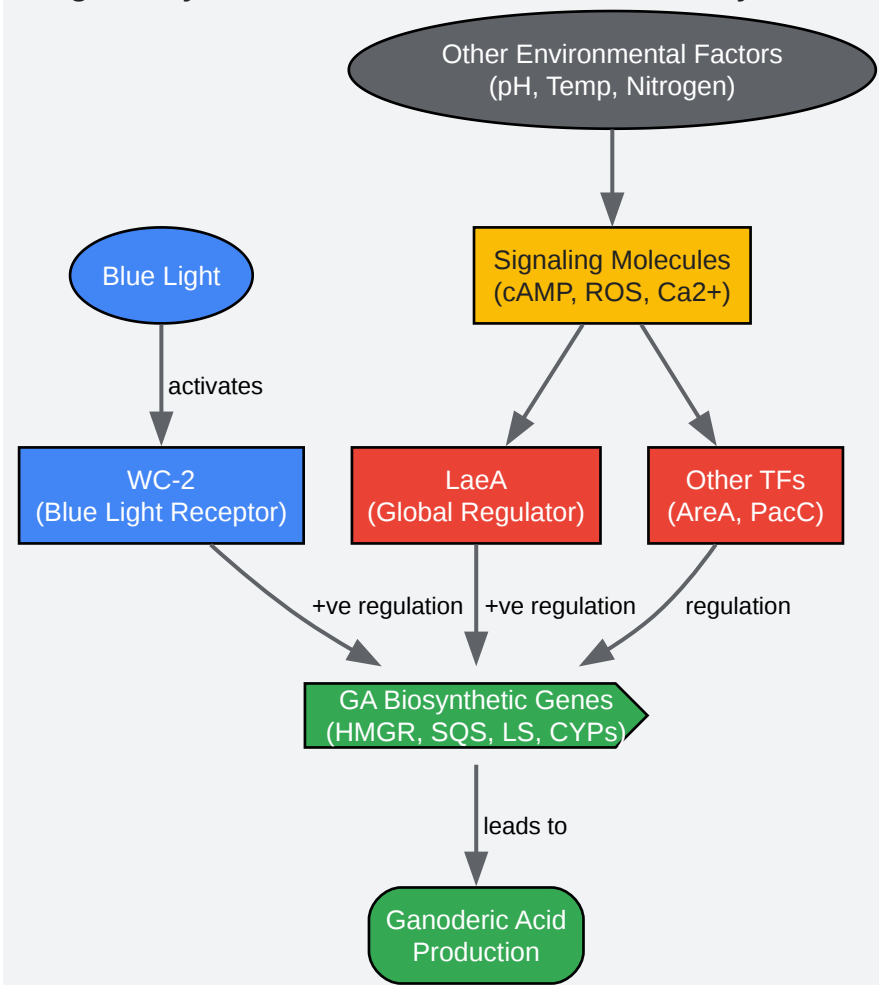 Other Environmental Factors
(pH, Temp, Nitrogen)
Signaling Molecules
(cAMP, ROS, Ca2+)
Blue Light
activates
WC-2
(Blue Light Receptor)
LaeA
(Global Regulator)
Other TFs
(AreA, PacC)
+ve regulation
+ve regulation
regulation
GA Biosynthetic Genes
(HMGR, SQS, LS, CYPs)
leads to
Ganoderic Acid
Production